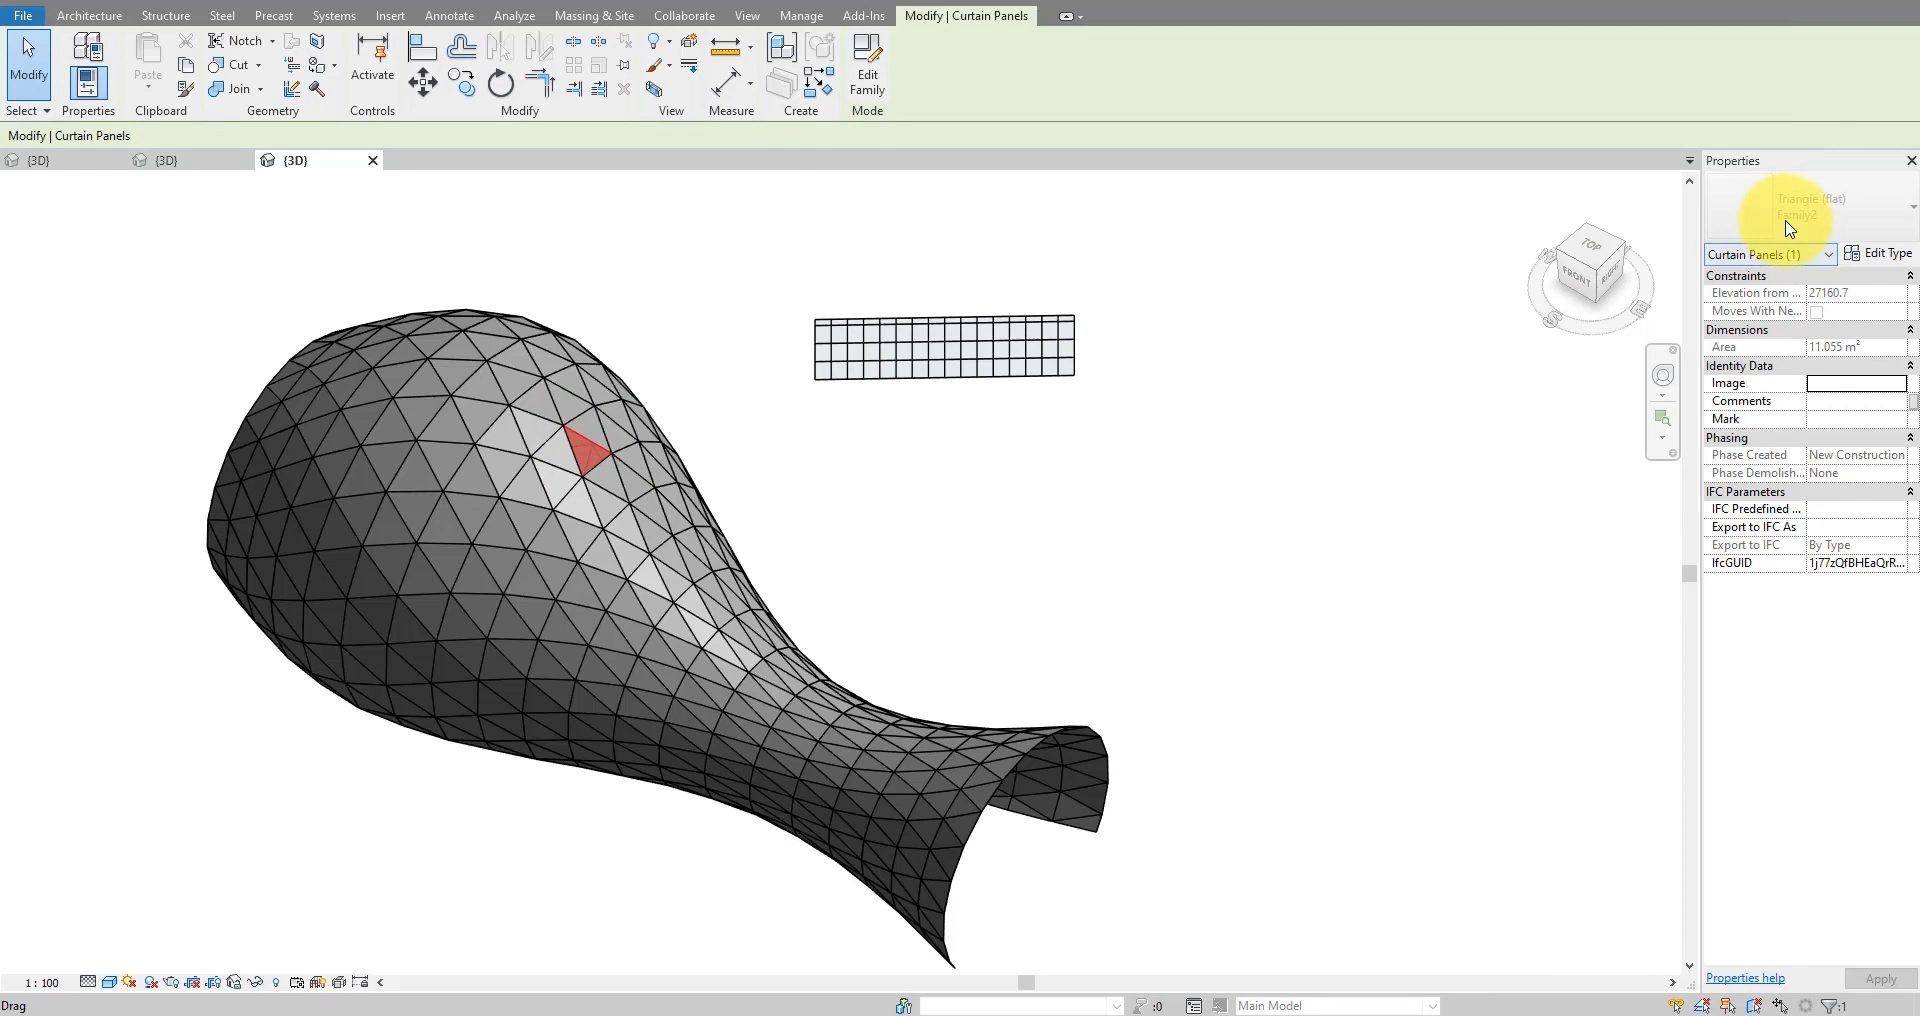 File Architecture Structure Steel Precast Systems Insert Annotate Analyze Massing & Site Collaborate View Manage Add-Ins Modify | Curtain Panels
Modify
Paste
Notch
Cut
Join
Activate
Edit
Family
Select Properties Clipboard Geometry Controls Modify View Measure Create Mode
Modify | Curtain Panels
{3D}
{3D}
{3D}
Properties
Triangle (flat)
Family2
Curtain Panels (1)
Edit Type
Constraints
Elevation from ... 27160.7
Moves With Ne...
Dimensions
Area 11.055 m²
Identity Data
Image
Comments
Mark
Phasing
Phase Created New Construction
Phase Demolish... None
IFC Parameters
IFC Predefined ...
Export to IFC As
Export to IFC By Type
IfcGUID 1j77zQfBHEaQrR...
TOP
FRONT
RIGHT
S
E
1 : 100
Properties help
Apply
Drag
:0
Main Model
:1